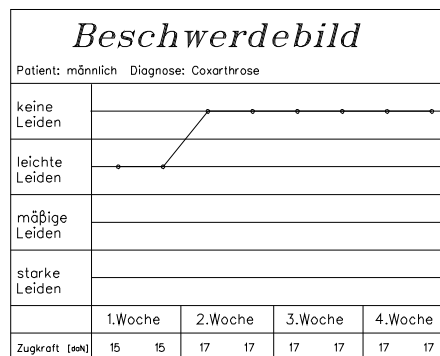 Beschwerdebild
Patient: männlich Diagnose: Coxarthrose
keine
Leiden
leichte
Leiden
mäßige
Leiden
starke
Leiden
1.Woche 2.Woche 3.Woche 4.Woche
Zugkraft [daN] 15 15 17 17 17 17 17 17